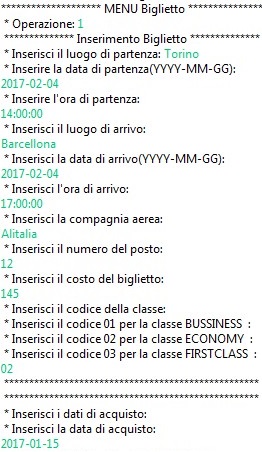 ******************** MENU Biglietto ***************
* Operazione: 1
************** Inserimento Biglietto **************
* Inserisci il luogo di partenza: Torino
* Inserire la data di partenza(YYYY-MM-GG):
2017-02-04
* Inserire l'ora di partenza:
14:00:00
* Inserisci il luogo di arrivo:
Barcellona
* Inserisci la data di arrivo(YYYY-MM-GG):
2017-02-04
* Inserisci l'ora di arrivo:
17:00:00
* Inserisci la compagnia aerea:
Alitalia
* Inserisci il numero del posto:
12
* Inserisci il costo del biglietto:
145
* Inserisci il codice della classe:
* Inserisci il codice 01 per la classe BUSSINESS :
* Inserisci il codice 02 per la classe ECONOMY :
* Inserisci il codice 03 per la classe FIRSTCLASS :
02
***************************************************
***************************************************
* Inserisci i dati di acquisto:
* Inserisci la data di acquisto:
2017-01-15